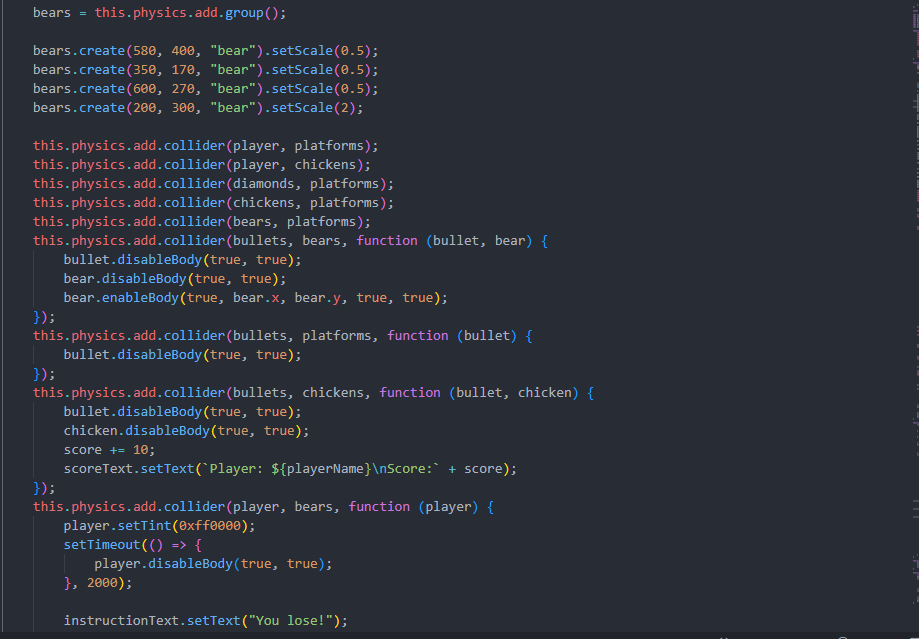 bears = this.physics.add.group();
bears.create(580, 400, "bear").setScale(0.5);
bears.create(350, 170, "bear").setScale(0.5);
bears.create(600, 270, "bear").setScale(0.5);
bears.create(200, 300, "bear").setScale(2);
this.physics.add.collider(player, platforms);
this.physics.add.collider(player, chickens);
this.physics.add.collider(diamonds, platforms);
this.physics.add.collider(chickens, platforms);
this.physics.add.collider(bears, platforms);
this.physics.add.collider(bullets, bears, function (bullet, bear) {
bullet.disableBody(true, true);
bear.disableBody(true, true);
bear.enableBody(true, bear.x, bear.y, true, true);
});
this.physics.add.collider(bullets, platforms, function (bullet) {
bullet.disableBody(true, true);
});
this.physics.add.collider(bullets, chickens, function (bullet, chicken) {
bullet.disableBody(true, true);
chicken.disableBody(true, true);
score += 10;
scoreText.setText(`Player: ${playerName}\nScore:` + score);
});
this.physics.add.collider(player, bears, function (player) {
player.setTint(0xff0000);
setTimeout(() => {
player.disableBody(true, true);
}, 2000);
instructionText.setText("You lose!");